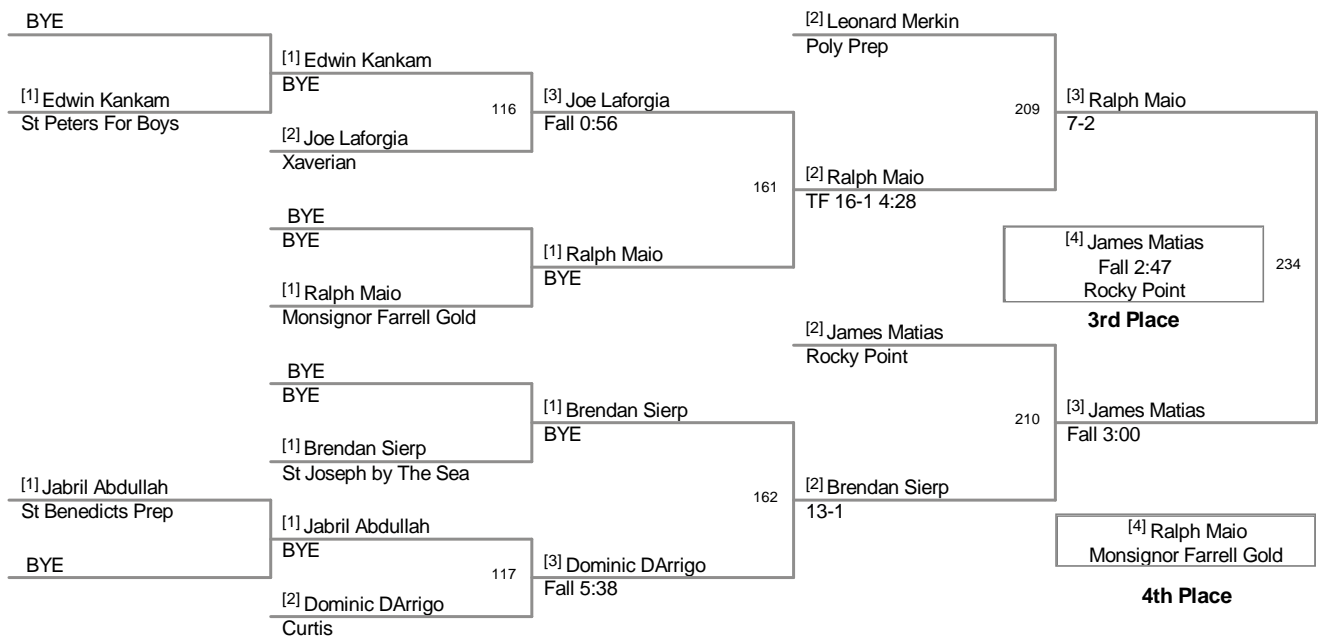 BYE
[1] Edwin Kankam
St Peters For Boys
[1] Jabril Abdullah
St Benedicts Prep
BYE
[1] Edwin Kankam
BYE
116
[2] Joe Laforgia
Xaverian
BYE
BYE
[1] Ralph Maio
Monsignor Farrell Gold
BYE
BYE
[1] Brendan Sierp
St Joseph by The Sea
[1] Jabril Abdullah
BYE
117
[2] Dominic DArrigo
Curtis
[3] Joe Laforgia
Fall 0:56
161
[1] Ralph Maio
BYE
[1] Brendan Sierp
BYE
162
[3] Dominic DArrigo
Fall 5:38
[2] Leonard Merkin
Poly Prep
209
[2] Ralph Maio
TF 16-1 4:28
[2] James Matias
Rocky Point
210
[2] Brendan Sierp
13-1
[3] Ralph Maio
7-2
[4] James Matias
Fall 2:47
Rocky Point
234
3rd Place
[3] James Matias
Fall 3:00
[4] Ralph Maio
Monsignor Farrell Gold
4th Place